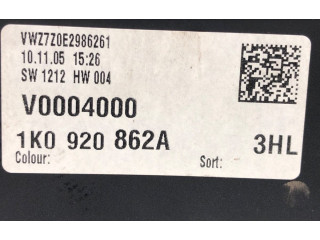 VWZ7Z0E2986261
10.11.05 15:26
SW 1212 HW 004
V0004000
1K0 920 862A
Colour: Sort: 3HL